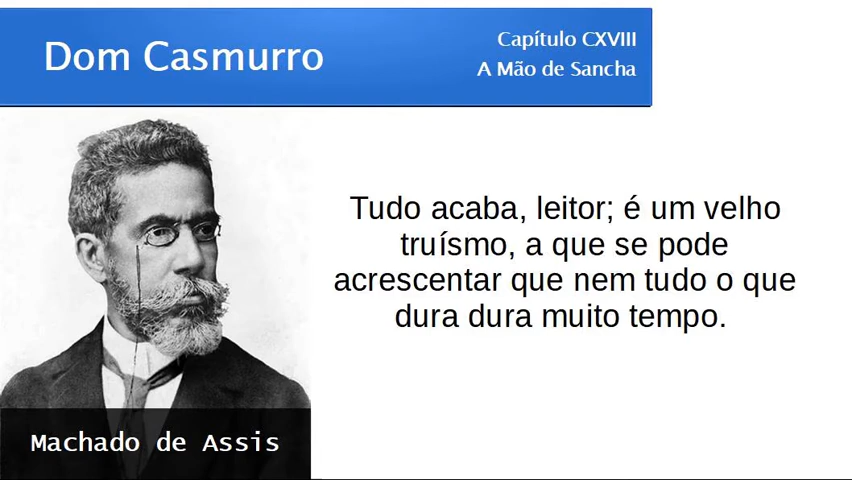 Dom Casmurro
Capítulo CXVIII
A Mão de Sancha
Tudo acaba, leitor; é um velho
truísmo, a que se pode
acrescentar que nem tudo o que
dura dura muito tempo.
Machado de Assis